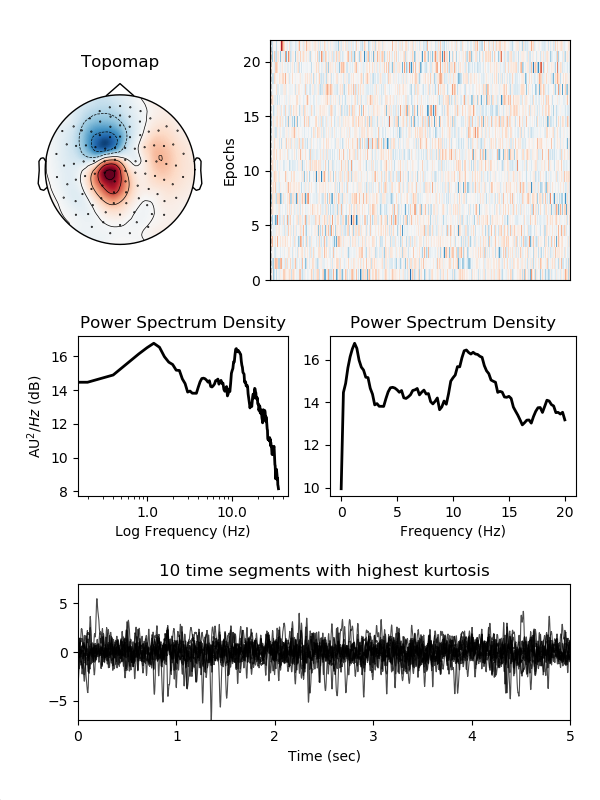 Topomap
Epochs
20
15
10
5
0
Power Spectrum Density
AU²/Hz (dB)
16
14
12
10
8
1.0 10.0
Log Frequency (Hz)
Power Spectrum Density
16
14
12
10
0 5 10 15 20
Frequency (Hz)
10 time segments with highest kurtosis
5
0
−5
0 1 2 3 4 5
Time (sec)